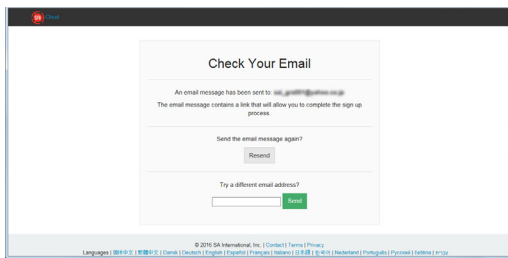 SAi Cloud
Check Your Email
An email message has been sent to:
The email message contains a link that will allow you to complete the sign up
process.
Send the email message again?
Resend
Try a different email address?
Send
© 2016 SA International, Inc. | Contact | Terms | Privacy
Languages | 简体中文 | 繁體中文 | Dansk | Deutsch | English | Español | Français | Italiano | 日本語 | 한국어 | Nederland | Português | Русский | čeština | עברית